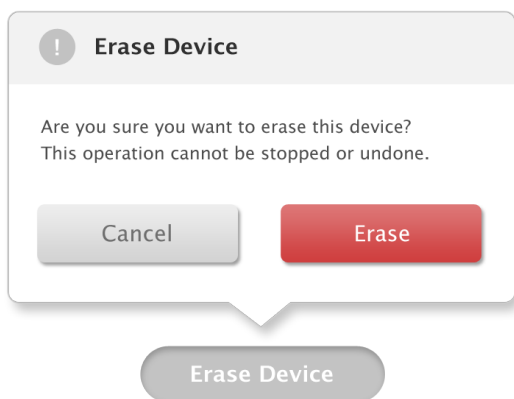 !
Erase Device
Are you sure you want to erase this device?
This operation cannot be stopped or undone.
Cancel
Erase
Erase Device